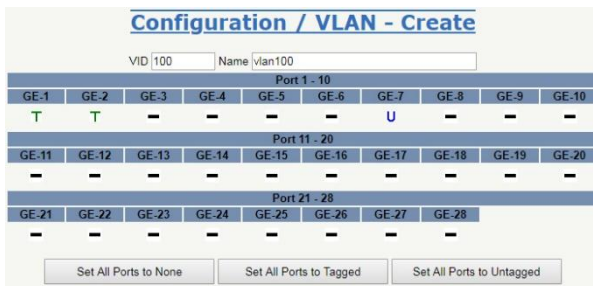 Configuration / VLAN - Create
VID 100 Name vlan100
Port 1 - 10
GE-1 GE-2 GE-3 GE-4 GE-5 GE-6 GE-7 GE-8 GE-9 GE-10
T T — — — — U — — —
Port 11 - 20
GE-11 GE-12 GE-13 GE-14 GE-15 GE-16 GE-17 GE-18 GE-19 GE-20
— — — — — — — — — —
Port 21 - 28
GE-21 GE-22 GE-23 GE-24 GE-25 GE-26 GE-27 GE-28
— — — — — — — —
Set All Ports to None Set All Ports to Tagged Set All Ports to Untagged